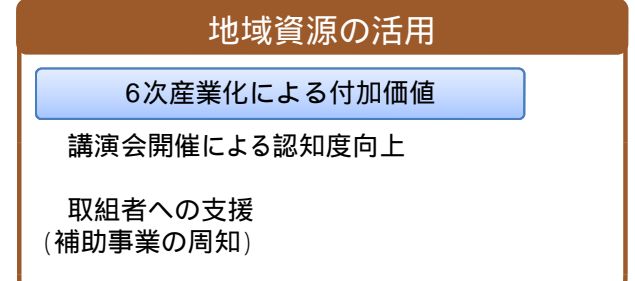 地域資源の活用
6次産業化による付加価値
講演会開催による認知度向上
取組者への支援
(補助事業の周知)